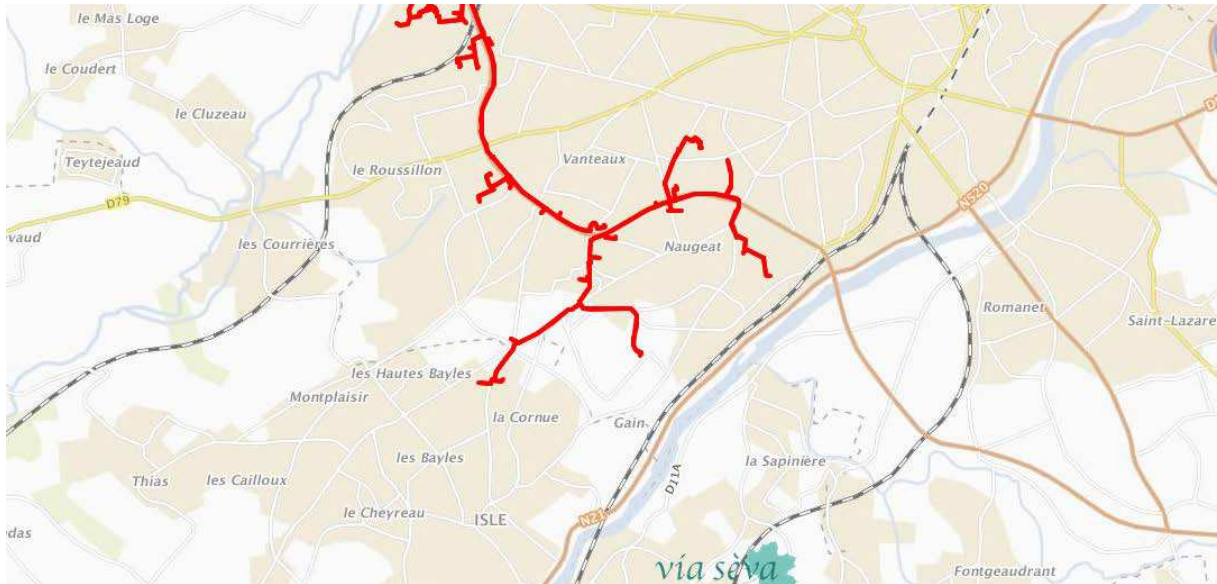 le Mas Loge
le Coudert
le Cluzeau
Teytejeaud
le Roussillon
Vanteaux
D79
les Courrières
Naugeat
N520
Romanet
Saint-Lazare
les Hautes Bayles
Montplaisir
la Cornue
Gain
les Bayles
la Sapinière
D11A
Thias
les Cailloux
le Cheyreau
ISLE
N21
via sèva
Fontgeaudrant